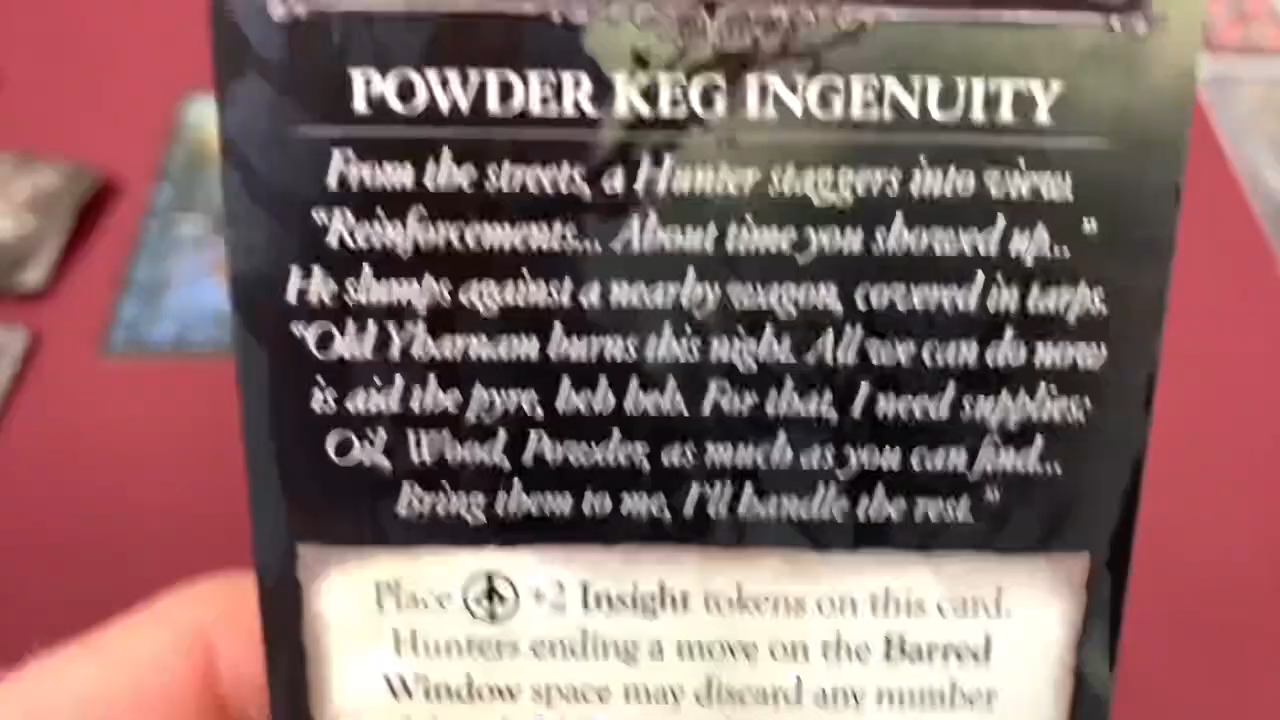 POWDER KEG INGENUITY
From the streets, a Hunter staggers into view.
"Reinforcements... About time you showed up..."
He slumps against a nearby wagon, covered in tarps.
"Old Yharnam burns this night. All we can do now
is aid the pyre, heh heh. For that, I need supplies:
Oil, Wood, Powder, as much as you can find...
Bring them to me, I'll handle the rest."
Place +2 Insight tokens on this card.
Hunters ending a move on the Barred
Window space may discard any number